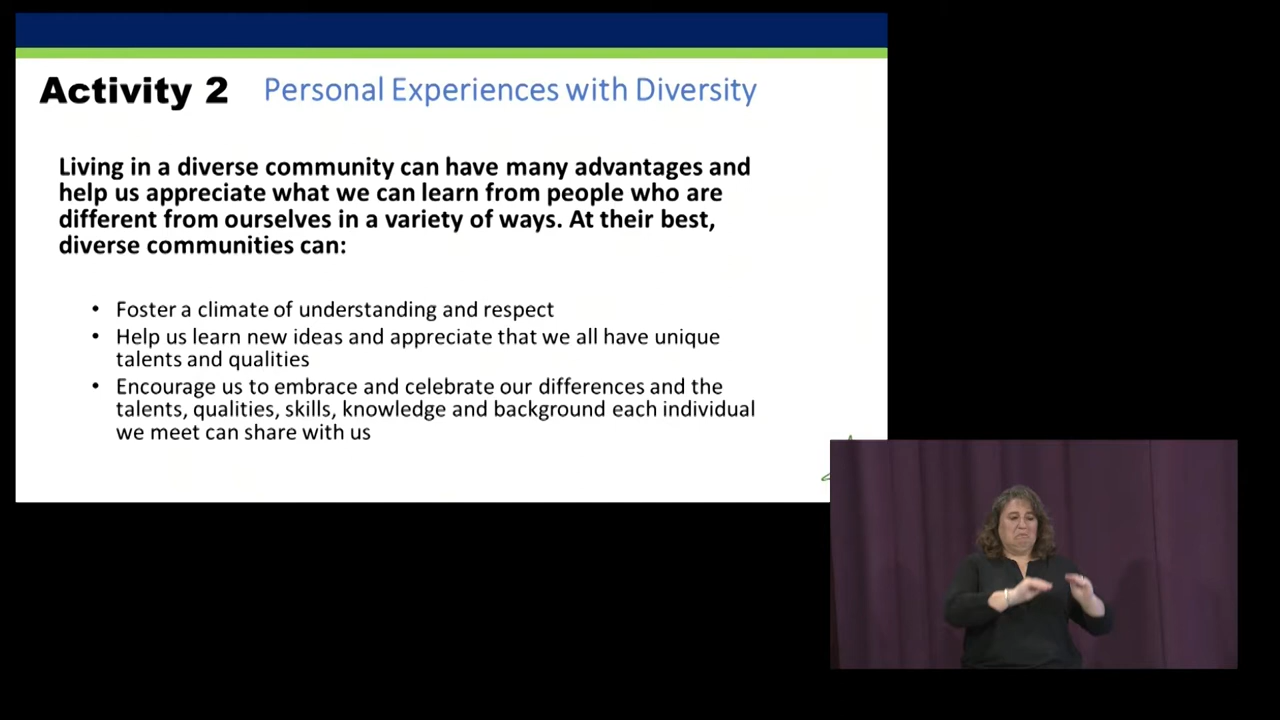 Activity 2 Personal Experiences with Diversity
Living in a diverse community can have many advantages and
help us appreciate what we can learn from people who are
different from ourselves in a variety of ways. At their best,
diverse communities can:
• Foster a climate of understanding and respect
• Help us learn new ideas and appreciate that we all have unique
talents and qualities
• Encourage us to embrace and celebrate our differences and the
talents, qualities, skills, knowledge and background each individual
we meet can share with us